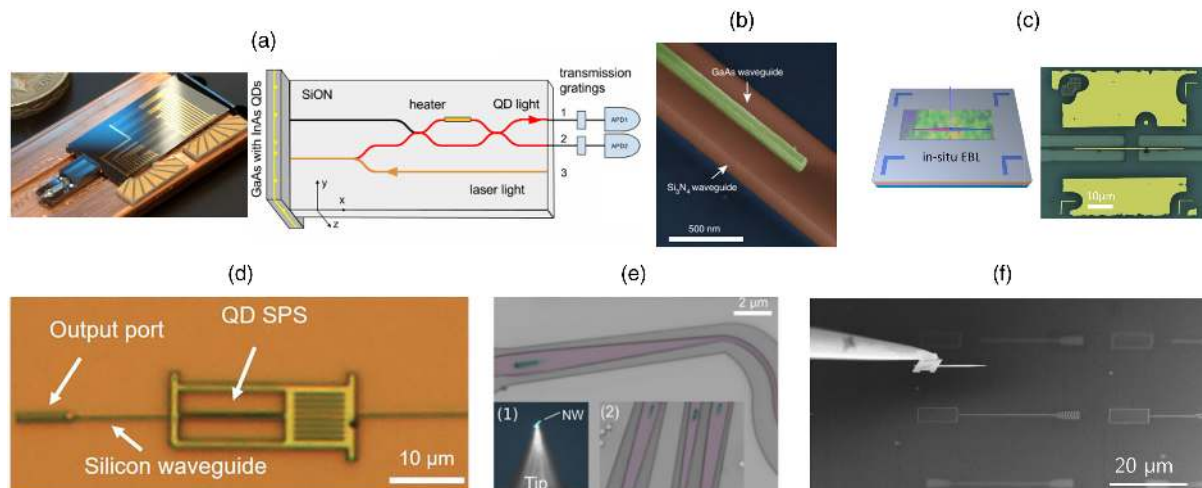 (a)
GaAs with InAs QDs
SiON
heater
QD light
transmission
gratings
1
APD1
2
APD2
3
laser light
y
x
z
(b)
GaAs waveguide
Si3N4 waveguide
500 nm
(c)
in-situ EBL
10μm
(d)
Output port
QD SPS
Silicon waveguide
10 μm
(e)
2 μm
(1)
NW
Tip
(2)
(f)
20 μm